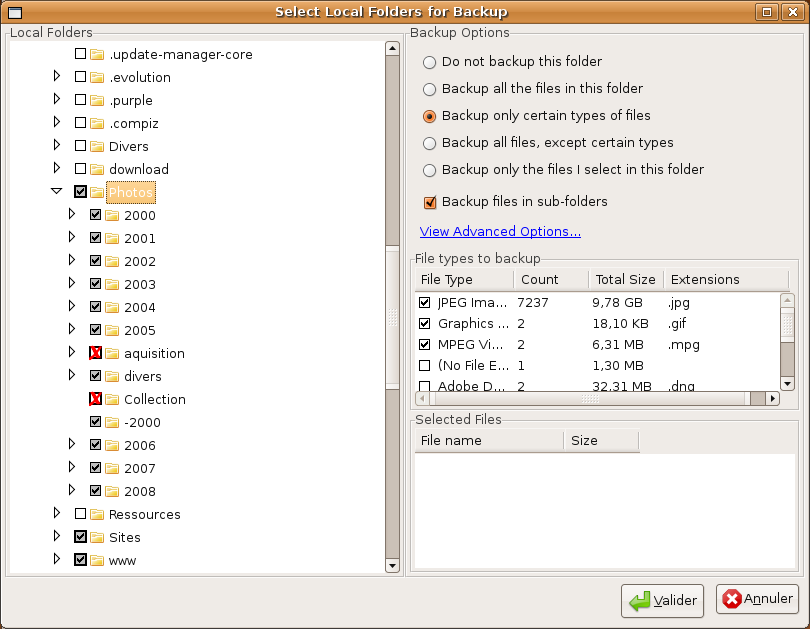 Select Local Folders for Backup
Local Folders
.update-manager-core
.evolution
.purple
.compiz
Divers
download
Photos
2000
2001
2002
2003
2004
2005
aquisition
divers
Collection
-2000
2006
2007
2008
Ressources
Sites
www
Backup Options
Do not backup this folder
Backup all the files in this folder
Backup only certain types of files
Backup all files, except certain types
Backup only the files I select in this folder
Backup files in sub-folders
View Advanced Options...
File types to backup
File Type Count Total Size Extensions
JPEG Ima... 7237 9,78 GB .jpg
Graphics ... 2 18,10 KB .gif
MPEG Vi... 2 6,31 MB .mpg
(No File E... 1 1,30 MB
Adobe D... 2 32,31 MB .dng
Selected Files
File name Size
Valider
Annuler